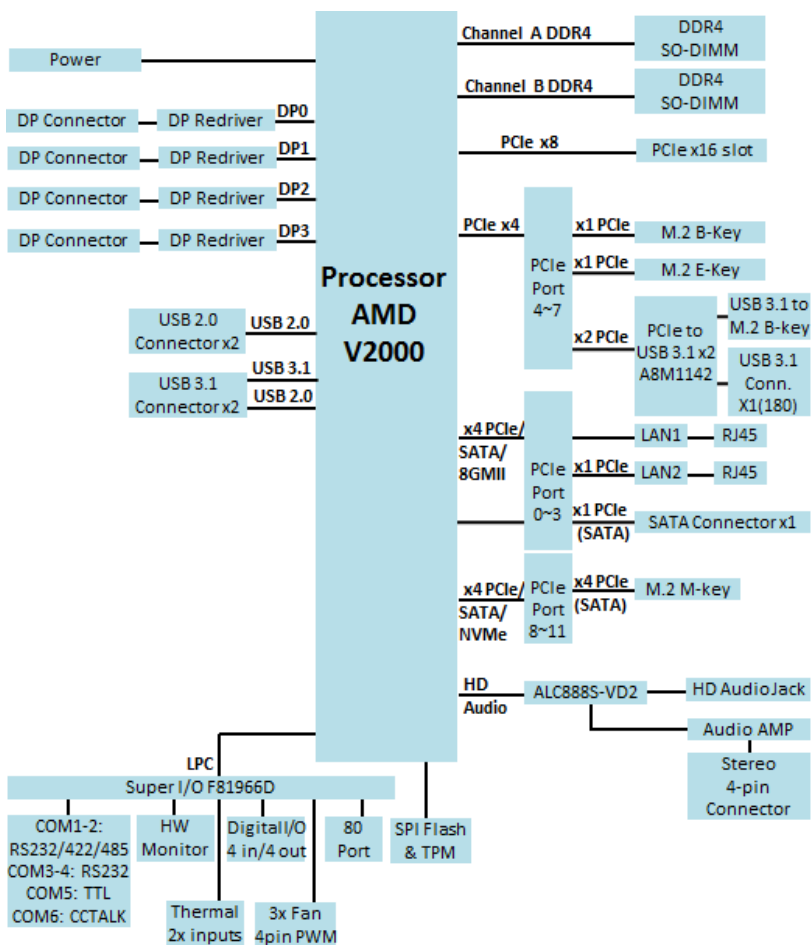 Power
DP Connector
DP Redriver
DP0
DP Connector
DP Redriver
DP1
DP Connector
DP Redriver
DP2
DP Connector
DP Redriver
DP3
USB 2.0
Connector x2
USB 2.0
USB 3.1
Connector x2
USB 3.1
USB 2.0
Processor
AMD
V2000
Channel A DDR4
DDR4
SO-DIMM
Channel B DDR4
DDR4
SO-DIMM
PCIe x8
PCIe x16 slot
PCIe x4
PCIe
Port
4~7
x1 PCIe
M.2 B-Key
x1 PCIe
M.2 E-Key
x2 PCIe
PCIe to
USB 3.1 x2
A8M1142
USB 3.1 to
M.2 B-key
USB 3.1
Conn.
X1(180)
x4 PCIe/
SATA/
8GMII
PCIe
Port
0~3
LAN1
RJ45
x1 PCIe
LAN2
RJ45
x1 PCIe
(SATA)
SATA Connector x1
x4 PCIe/
SATA/
NVMe
PCIe
Port
8~11
x4 PCIe
(SATA)
M.2 M-key
HD
Audio
ALC888S-VD2
HD Audio Jack
Audio AMP
Stereo
4-pin
Connector
LPC
Super I/O F81966D
COM1-2:
RS232/422/485
COM3-4: RS232
COM5: TTL
COM6: CCTALK
HW
Monitor
Thermal
2x inputs
Digital I/O
4 in/4 out
3x Fan
4pin PWM
80
Port
SPI Flash
& TPM